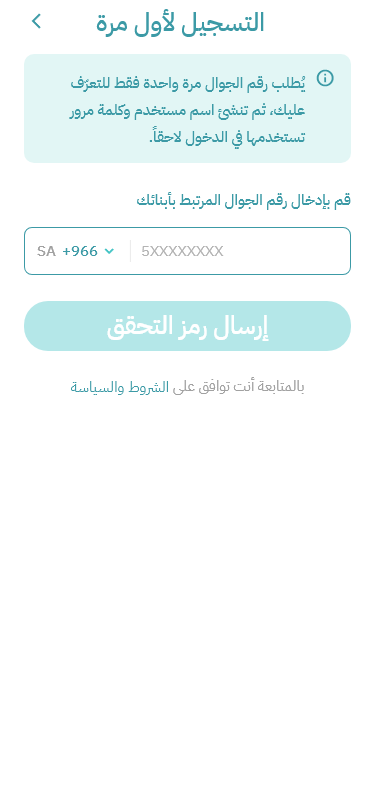 التسجيل لأول مرة
يُطلب رقم الجوال مرة واحدة فقط للتعرّف
عليك، ثم تنشئ اسم مستخدم وكلمة مرور
تستخدمها في الدخول لاحقاً.
قم بإدخال رقم الجوال المرتبط بأبنائك
SA +966 5XXXXXXXX
إرسال رمز التحقق
بالمتابعة أنت توافق على الشروط والسياسة